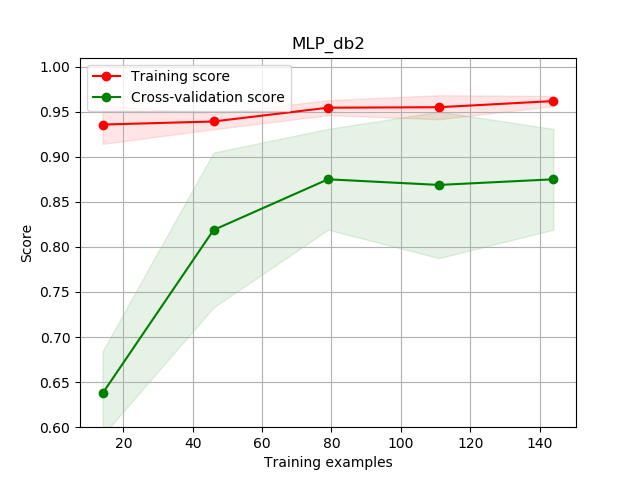 MLP_db2
Training score
Cross-validation score
1.00
0.95
0.90
0.85
0.80
0.75
0.70
0.65
0.60
Score
20 40 60 80 100 120 140
Training examples